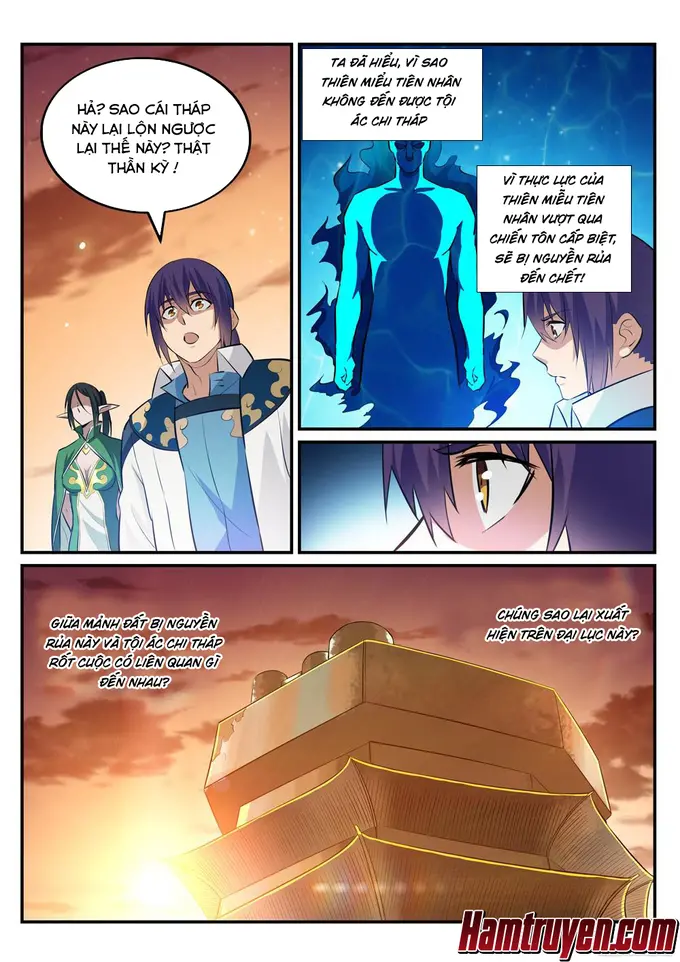 HẢ? SAO CÁI THÁP
NÀY LẠI LỘN NGƯỢC
LẠI THẾ NÀY? THẬT
THẦN KỲ !
TA ĐÃ HIỂU, VÌ SAO
THIÊN MIỂU TIÊN NHÂN
KHÔNG ĐẾN ĐƯỢC TỘI
ÁC CHI THÁP
VÌ THỰC LỰC CỦA
THIÊN MIỄU TIÊN
NHÂN VƯỢT QUA
CHIẾN TÔN CẤP BIỆT,
SẼ BỊ NGUYỀN RỦA
ĐẾN CHẾT!
GIỮA MẢNH ĐẤT BỊ NGUYỀN
RỦA NÀY VÀ TỘI ÁC CHI THÁP
RỐT CUỘC CÓ LIÊN QUAN GÌ
ĐẾN NHAU?
CHÚNG SAO LẠI XUẤT
HIỆN TRÊN ĐẠI LỤC NÀY?
Hamtruyen.com